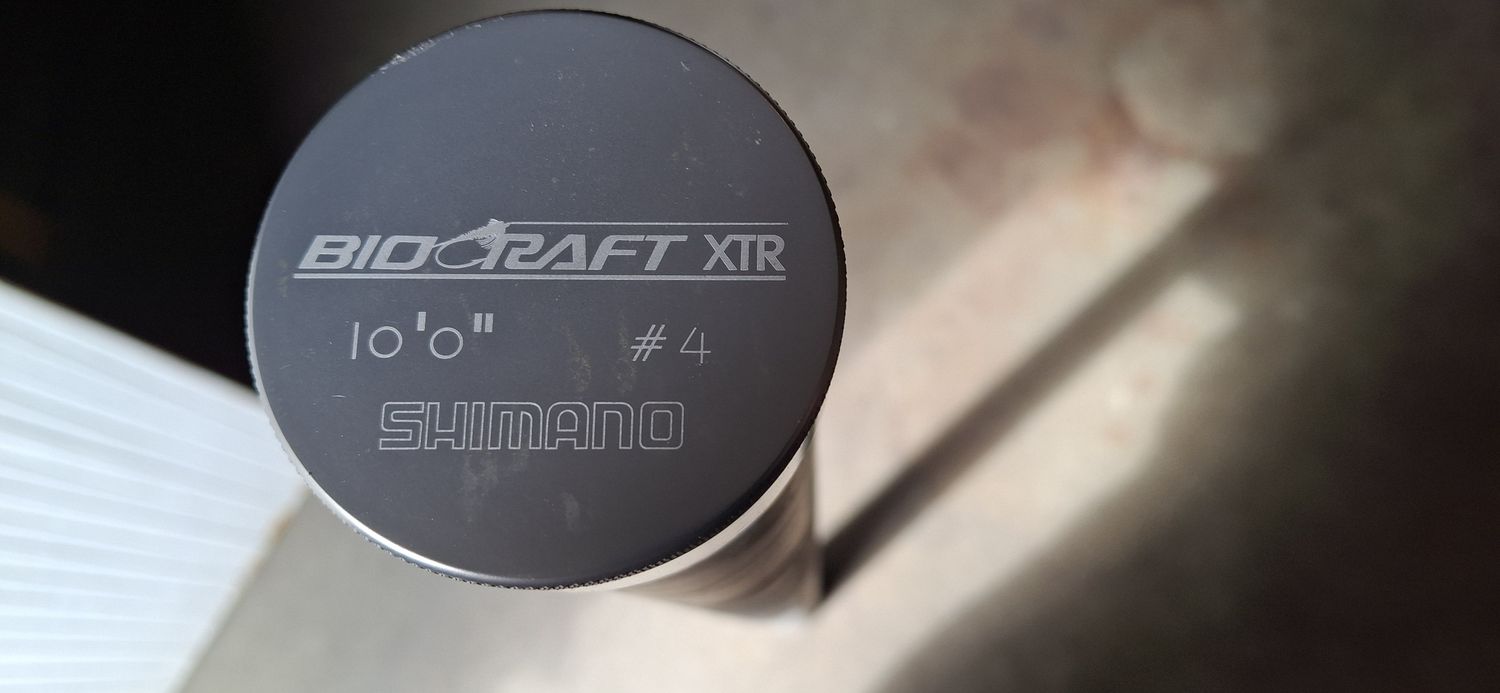 BIOCRAFT XTR
10'0" #4
SHIMANO